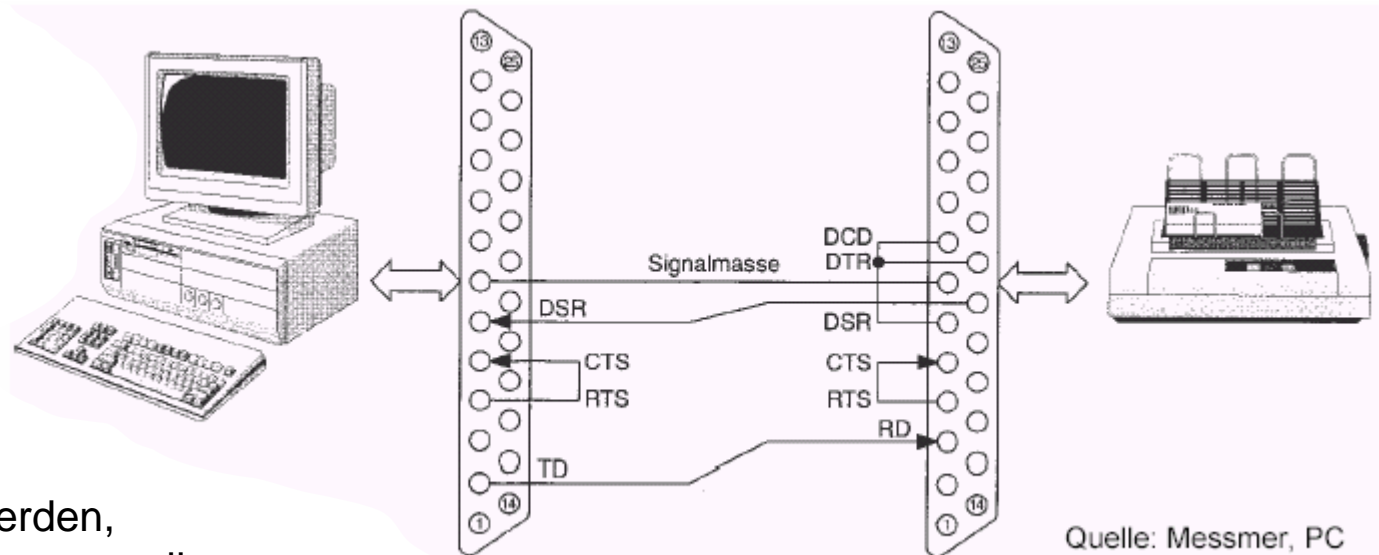 13
25
13
25
DCD
Signalmasse
DTR
DSR
DSR
CTS
CTS
RTS
RTS
RD
TD
14
14
1
1
erden,
Quelle: Messmer, PC